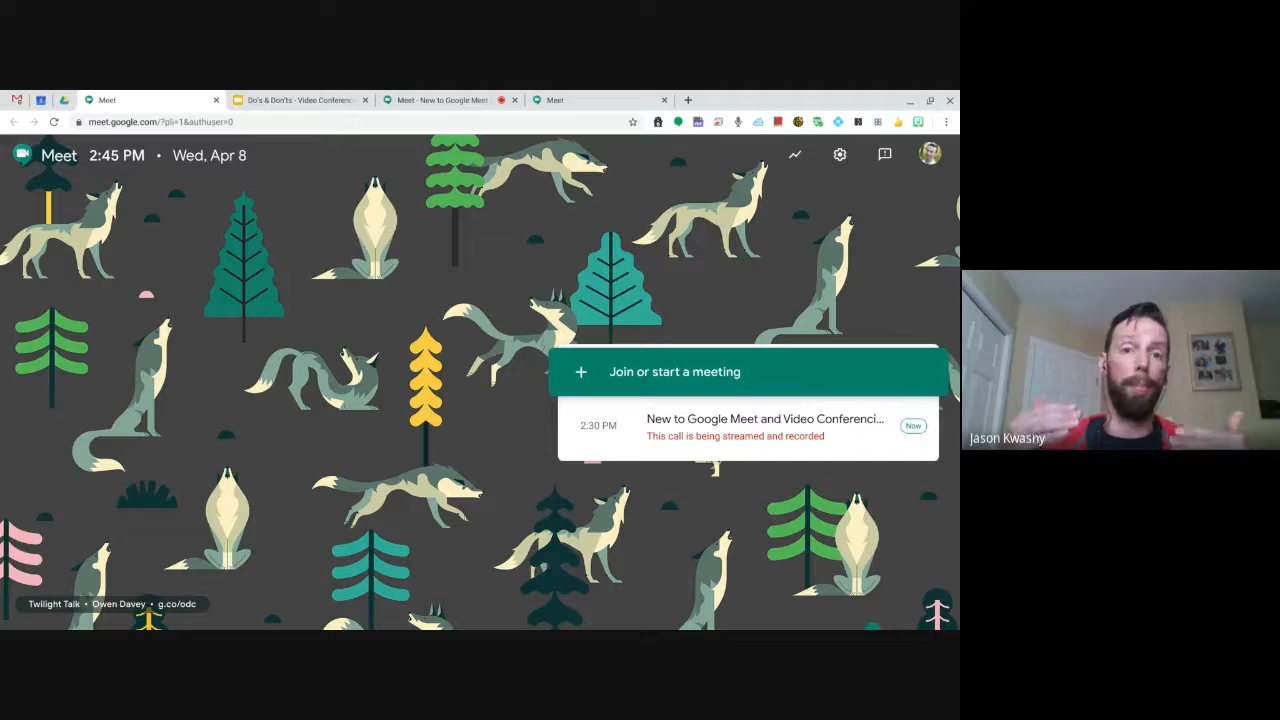 Meet
Do's & Don'ts - Video Conferenc
Meet - New to Google Meet
Meet
meet.google.com/?pli=1&authuser=0
Meet 2:45 PM • Wed, Apr 8
Join or start a meeting
2:30 PM
New to Google Meet and Video Conferenci...
Now
This call is being streamed and recorded
Jason Kwasny
Twilight Talk • Owen Davey • g.co/odc